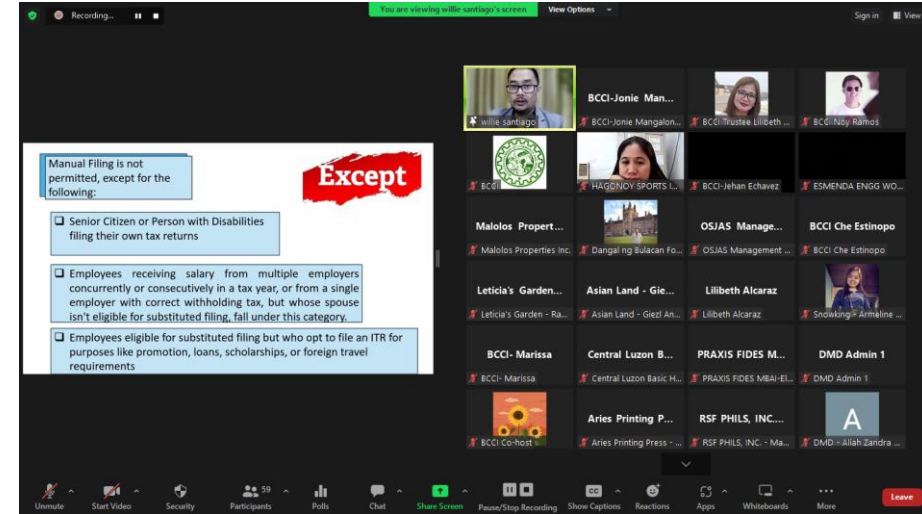 Recording...
You are viewing willie santiago's screen
View Options
Sign in
View
Manual Filing is not
permitted, except for the
following:
Except
Senior Citizen or Person with Disabilities
filing their own tax returns
Employees receiving salary from multiple employers
concurrently or consecutively in a tax year, or from a single
employer with correct withholding tax, but whose spouse
isn't eligible for substituted filing, fall under this category.
Employees eligible for substituted filing but who opt to file an ITR for
purposes like promotion, loans, scholarships, or foreign travel
requirements
willie santiago
BCCI-Jonie Man...
BCCI-Jonie Mangalon...
BCCI Trustee Lilibeth ...
BCCI-Noy Ramos
BCCI
HAGONOY SPORTS I...
BCCI-Jehan Echavez
ESMENDA ENGG WO...
Malolos Propert...
Malolos Properties Inc.
Dangal ng Bulacan Fo...
OSJAS Manage...
OSJAS Management ...
BCCI Che Estinopo
BCCI Che Estinopo
Leticia's Garden...
Leticia's Garden - Ra...
Asian Land - Gie...
Asian Land - Giezl An...
Lilibeth Alcaraz
Lilibeth Alcaraz
Snowking - Armeline ...
BCCI- Marissa
BCCI- Marissa
Central Luzon B...
Central Luzon Basic H...
PRAXIS FIDES M...
PRAXIS FIDES MBAI-El...
DMD Admin 1
DMD Admin 1
BCCI Co-host
Aries Printing P...
Aries Printing Press - ...
RSF PHILS, INC....
RSF PHILS, INC. - Ma...
A
DMD - Aliah Zandra ...
Unmute
Start Video
Security
59
Participants
Polls
Chat
Share Screen
Pause/Stop Recording
CC
Show Captions
Reactions
Apps
Whiteboards
More
Leave